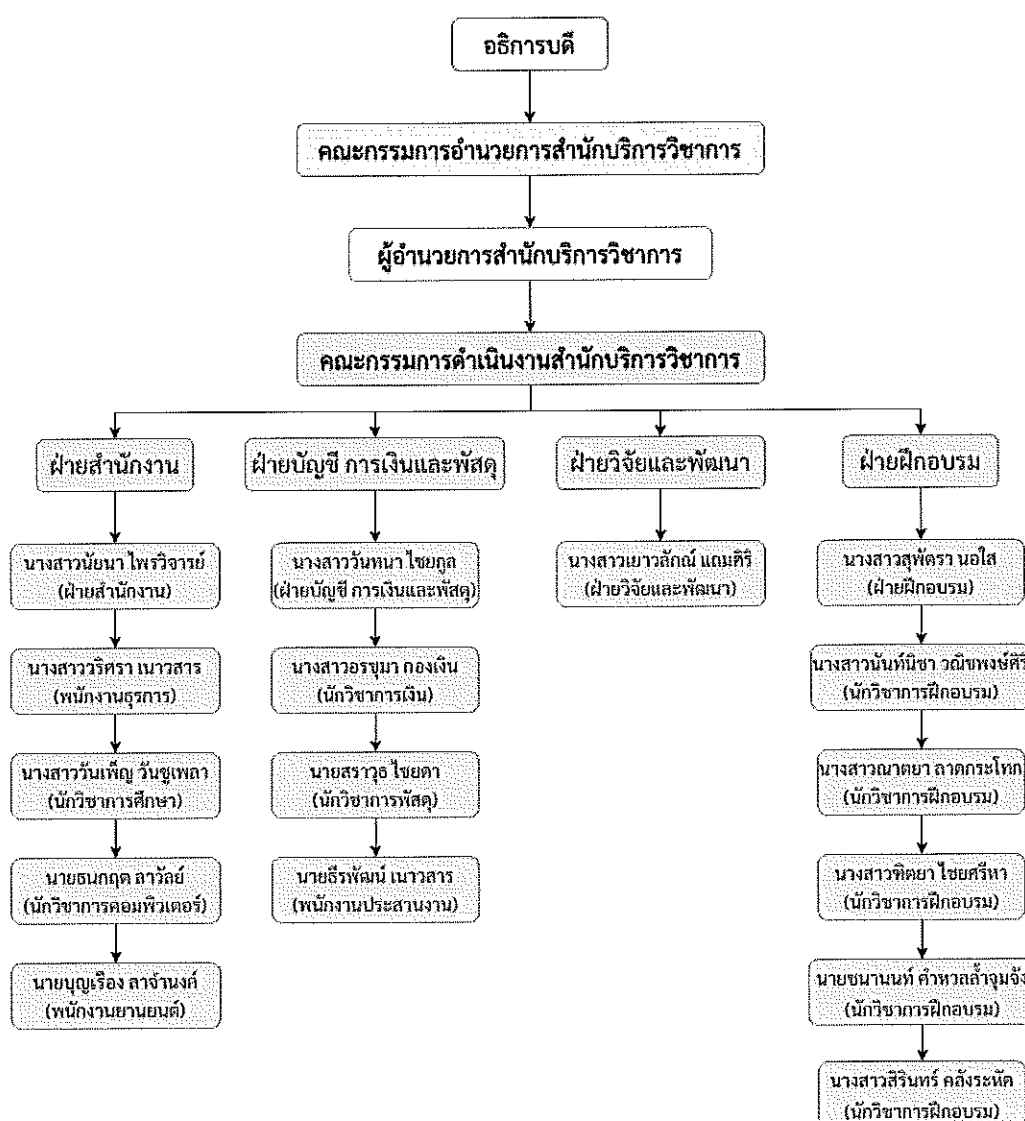 อธิการบดี
คณะกรรมการอำนวยการสำนักบริการวิชาการ
ผู้อำนวยการสำนักบริการวิชาการ
คณะกรรมการดำเนินงานสำนักบริการวิชาการ
ฝ่ายสำนักงาน
นางสาวนัยนา ไพรวิจารย์
(ฝ่ายสำนักงาน)
นางสาววริศรา เนาวสาร
(พนักงานธุรการ)
นางสาววันเพ็ญ วันชูเพลา
(นักวิชาการศึกษา)
นายธนกฤต ลาวัลย์
(นักวิชาการคอมพิวเตอร์)
นายบุญเรือง ลาจำนงค์
(พนักงานยานยนต์)
ฝ่ายบัญชี การเงินและพัสดุ
นางสาววันทนา ไชยกูล
(ฝ่ายบัญชี การเงินและพัสดุ)
นางสาวอรชุมา กองเงิน
(นักวิชาการเงิน)
นายสราวุธ ไชยดา
(นักวิชาการพัสดุ)
นายธีรพัฒน์ เนาวสาร
(พนักงานประสานงาน)
ฝ่ายวิจัยและพัฒนา
นางสาวเยาวลักณ์ แถมศิริ
(ฝ่ายวิจัยและพัฒนา)
ฝ่ายฝึกอบรม
นางสาวสุพัตรา นอใส
(ฝ่ายฝึกอบรม)
นางสาวนันท์นิชา วณิชพงษ์ศิริ
(นักวิชาการฝึกอบรม)
นางสาวณาตยา ลาดกระโทก
(นักวิชาการฝึกอบรม)
นางสาวฑิตยา ไชยศรีหา
(นักวิชาการฝึกอบรม)
นายชนานนท์ คำหวลล้ำจุมจัง
(นักวิชาการฝึกอบรม)
นางสาวสิรินทร์ คลังระหัด
(นักวิชาการฝึกอบรม)